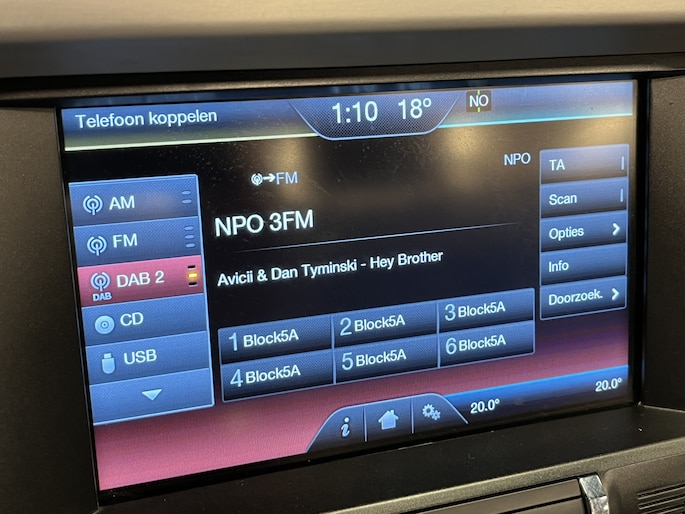 Telefoon koppelen
1:10 18° NO
NPO
FM
AM
FM
DAB 2
DAB
CD
USB
NPO 3FM
Avicii & Dan Tyminski - Hey Brother
1 Block5A
2 Block5A
3 Block5A
4 Block5A
5 Block5A
6 Block5A
TA
Scan
Opties
Info
Doorzoek.
i
20.0°
20.0°